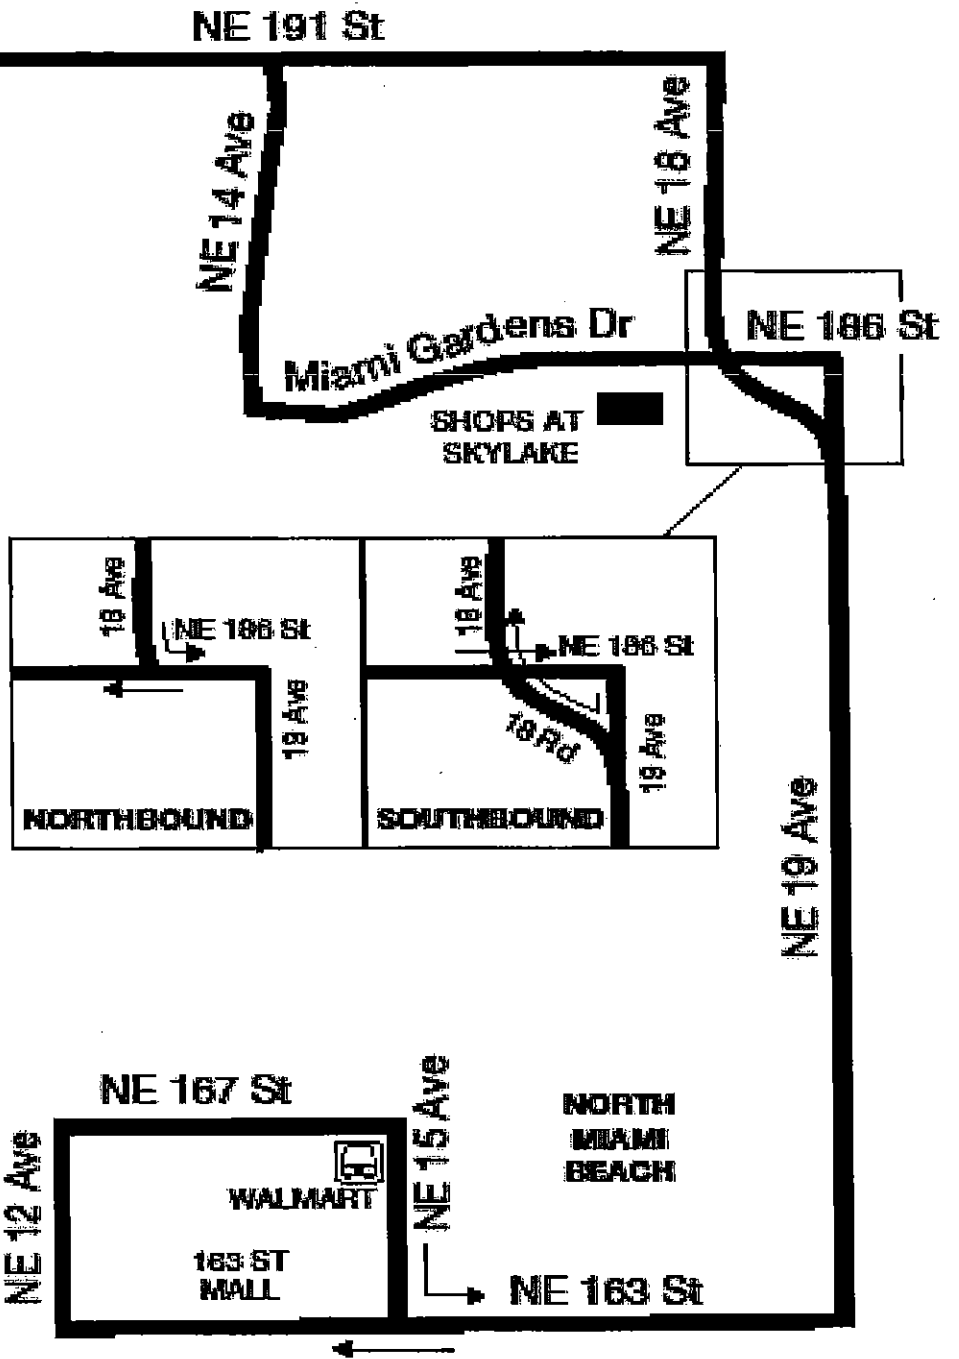 NE 191 St
NE 14 Ave
NE 18 Ave
Miami Gardens Dr
NE 186 St
SHOPS AT
SKYLAKE
18 Ave
NE 186 St
19 Ave
NORTHBOUND
18 Ave
NE 186 St
18 Rd
19 Ave
SOUTHBOUND
NE 19 Ave
NE 167 St
NE 15 Ave
NORTH
MIAMI
BEACH
NE 12 Ave
WALMART
163 ST
MALL
NE 163 St